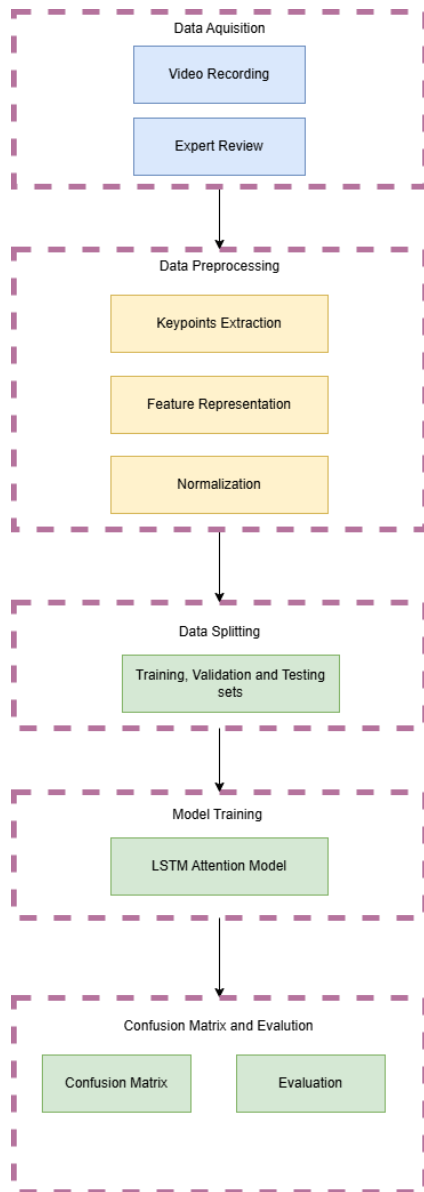 Data Aquisition
Video Recording
Expert Review
Data Preprocessing
Keypoints Extraction
Feature Representation
Normalization
Data Splitting
Training, Validation and Testing
sets
Model Training
LSTM Attention Model
Confusion Matrix and Evalution
Confusion Matrix
Evaluation